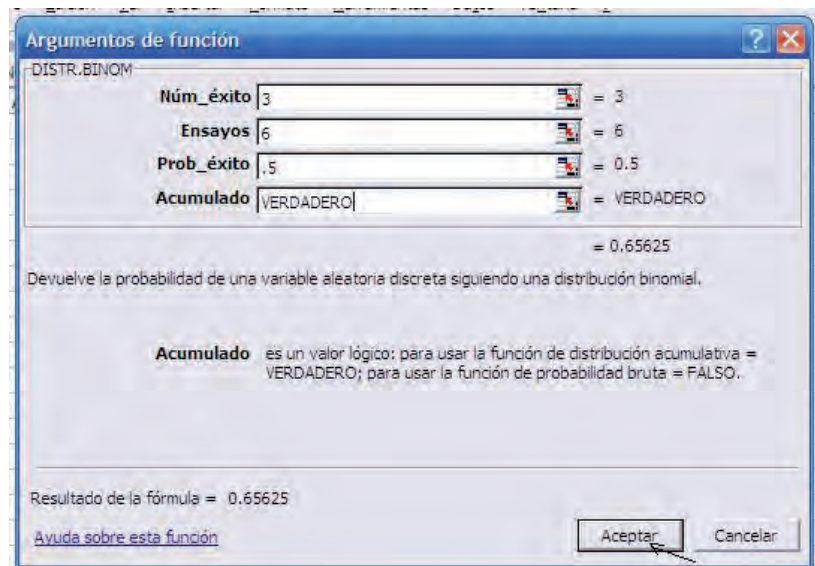 Argumentos de función
DISTR.BINOM
Núm_éxito 3 = 3
Ensayos 6 = 6
Prob_éxito .5 = 0.5
Acumulado VERDADERO = VERDADERO
= 0.65625
Devuelve la probabilidad de una variable aleatoria discreta siguiendo una distribución binomial.
Acumulado es un valor lógico: para usar la función de distribución acumulativa =
VERDADERO; para usar la función de probabilidad bruta = FALSO.
Resultado de la fórmula = 0.65625
Ayuda sobre esta función Aceptar Cancelar